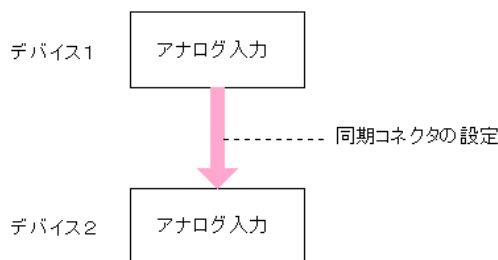 デバイス1 アナログ入力
同期コネクタの設定
デバイス2 アナログ入力